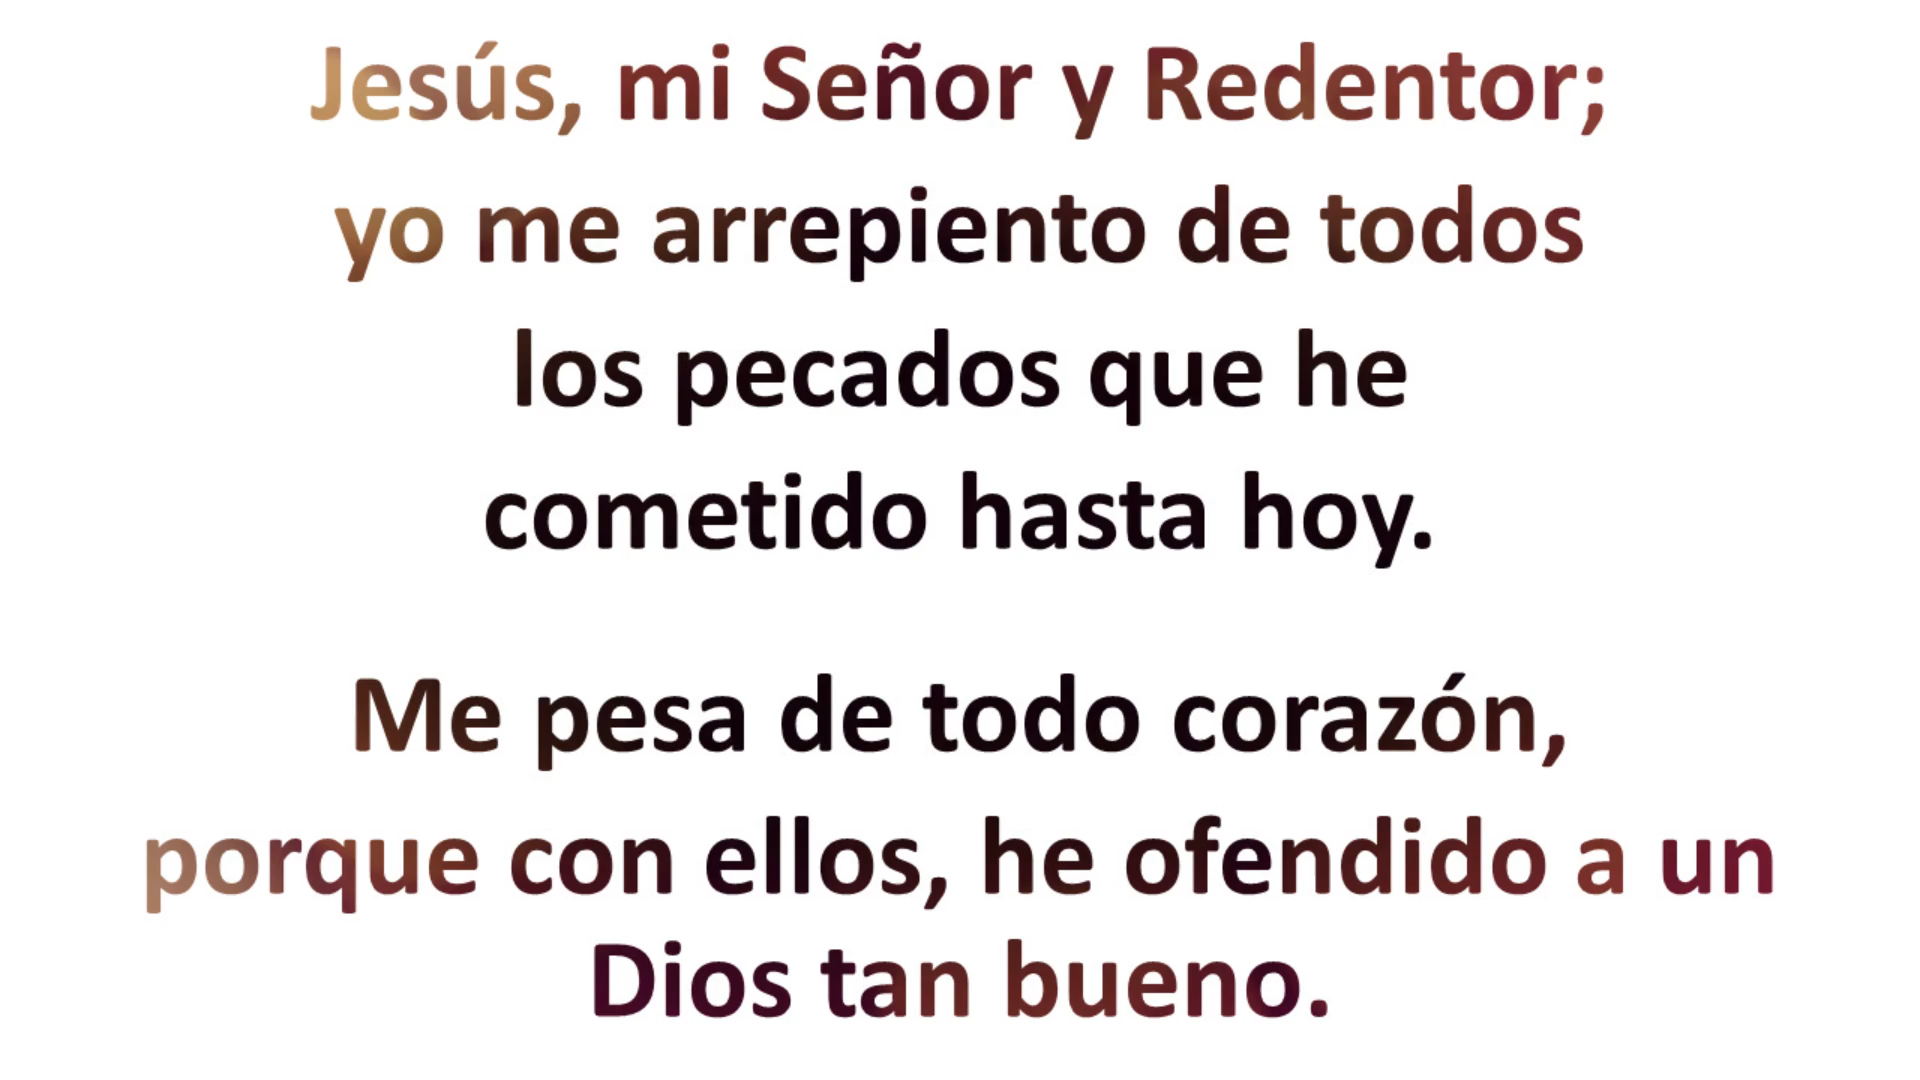 Jesús, mi Señor y Redentor;
yo me arrepiento de todos
los pecados que he
cometido hasta hoy.
Me pesa de todo corazón,
porque con ellos, he ofendido a un
Dios tan bueno.